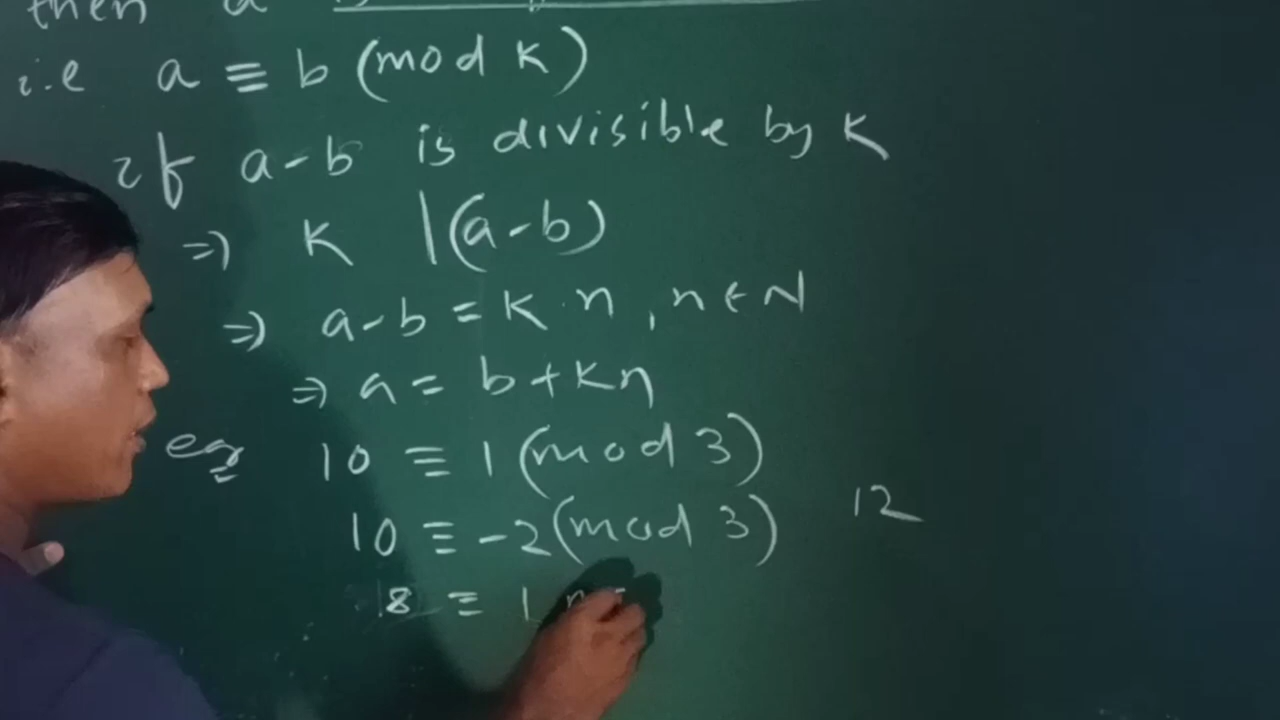 then a
i.e a ≡ b (mod K)
if a-b is divisible by K
⇒ K |(a-b)
⇒ a-b = K.n, n ∈ N
⇒ a = b+Kn
eg 10 ≡ 1 (mod 3)
10 ≡ -2 (mod 3) 12
8 ≡ 1